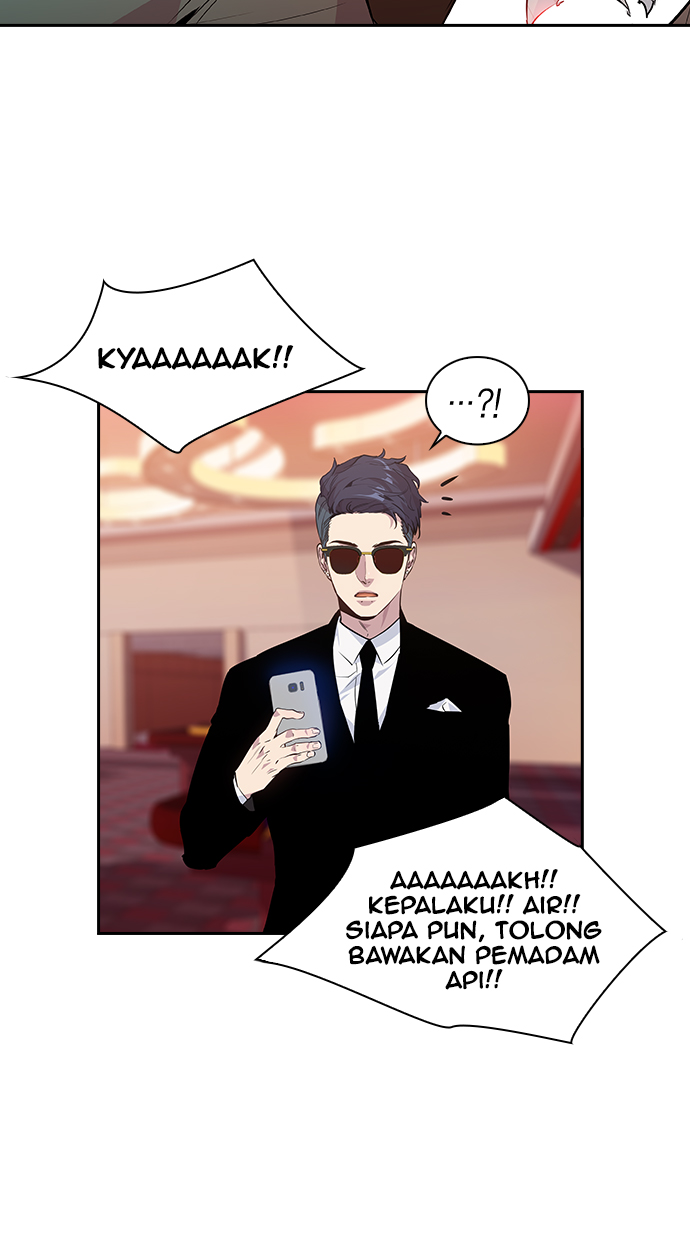 KYAAAAAAK!!
...?!
AAAAAAAKH!!
KEPALAKU!! AIR!!
SIAPA PUN, TOLONG
BAWAKAN PEMADAM
API!!